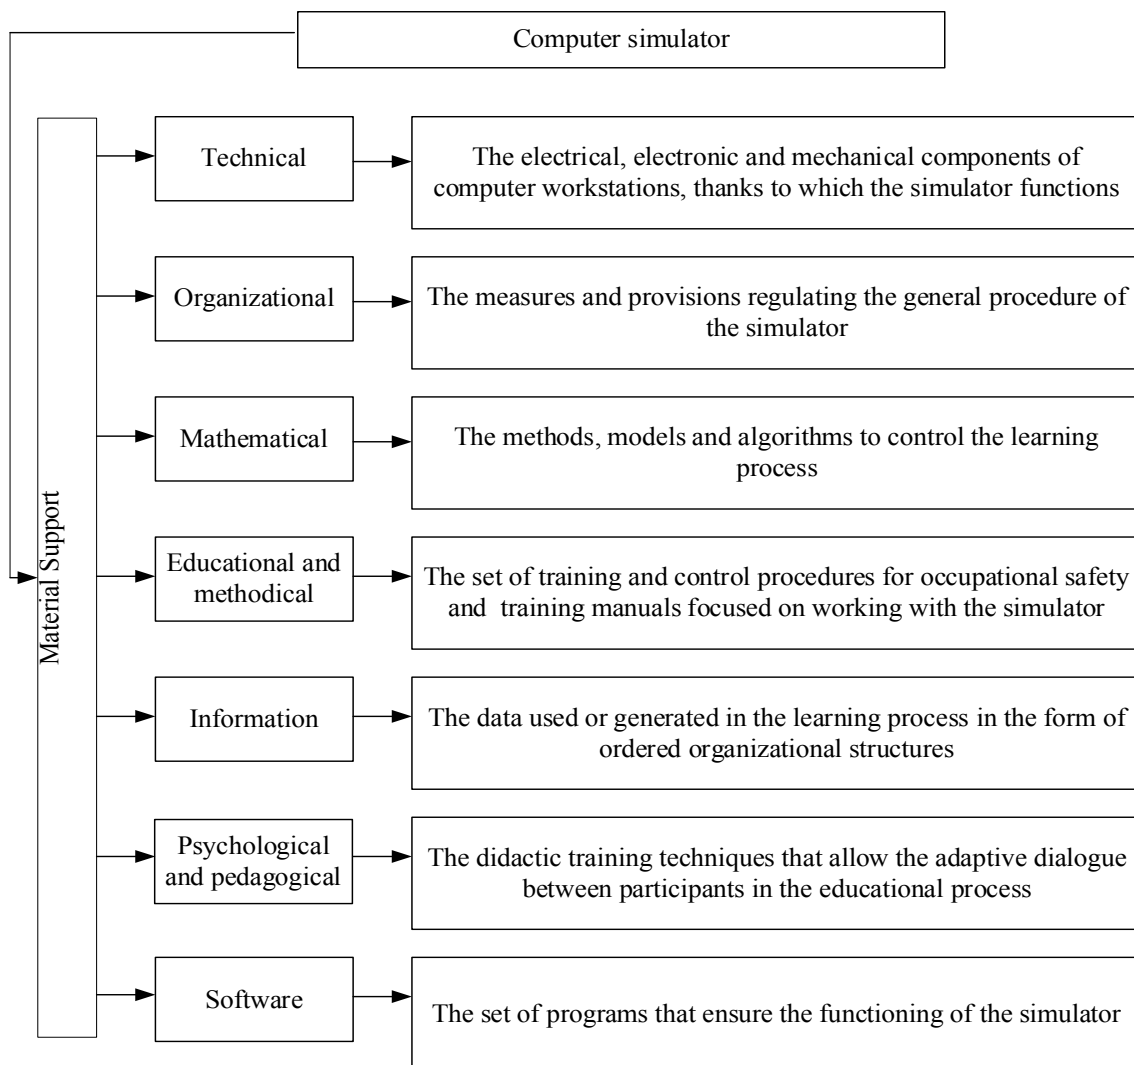 Computer simulator
Material Support
Technical
The electrical, electronic and mechanical components of
computer workstations, thanks to which the simulator functions
Organizational
The measures and provisions regulating the general procedure of
the simulator
Mathematical
The methods, models and algorithms to control the learning
process
Educational and
methodical
The set of training and control procedures for occupational safety
and training manuals focused on working with the simulator
Information
The data used or generated in the learning process in the form of
ordered organizational structures
Psychological
and pedagogical
The didactic training techniques that allow the adaptive dialogue
between participants in the educational process
Software
The set of programs that ensure the functioning of the simulator